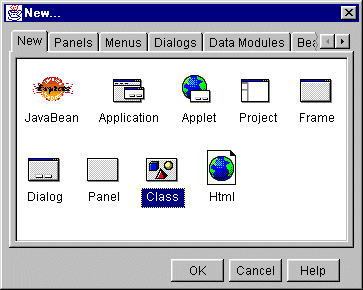 New...
New Panels Menus Dialogs Data Modules Bea
Express
JavaBean Application Applet Project Frame
Dialog Panel Class Html
OK Cancel Help